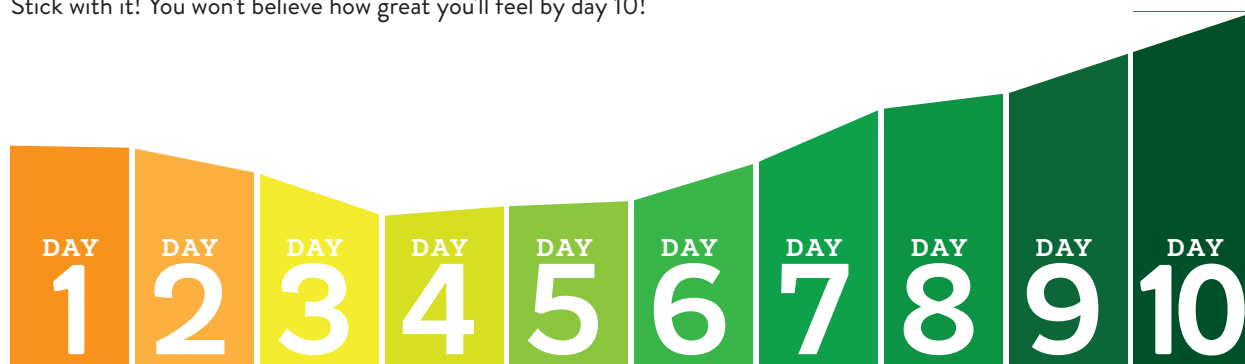 Stick with it! You won't believe how great you'll feel by day 10!
DAY DAY DAY DAY DAY DAY DAY DAY DAY DAY
1 2 3 4 5 6 7 8 9 10